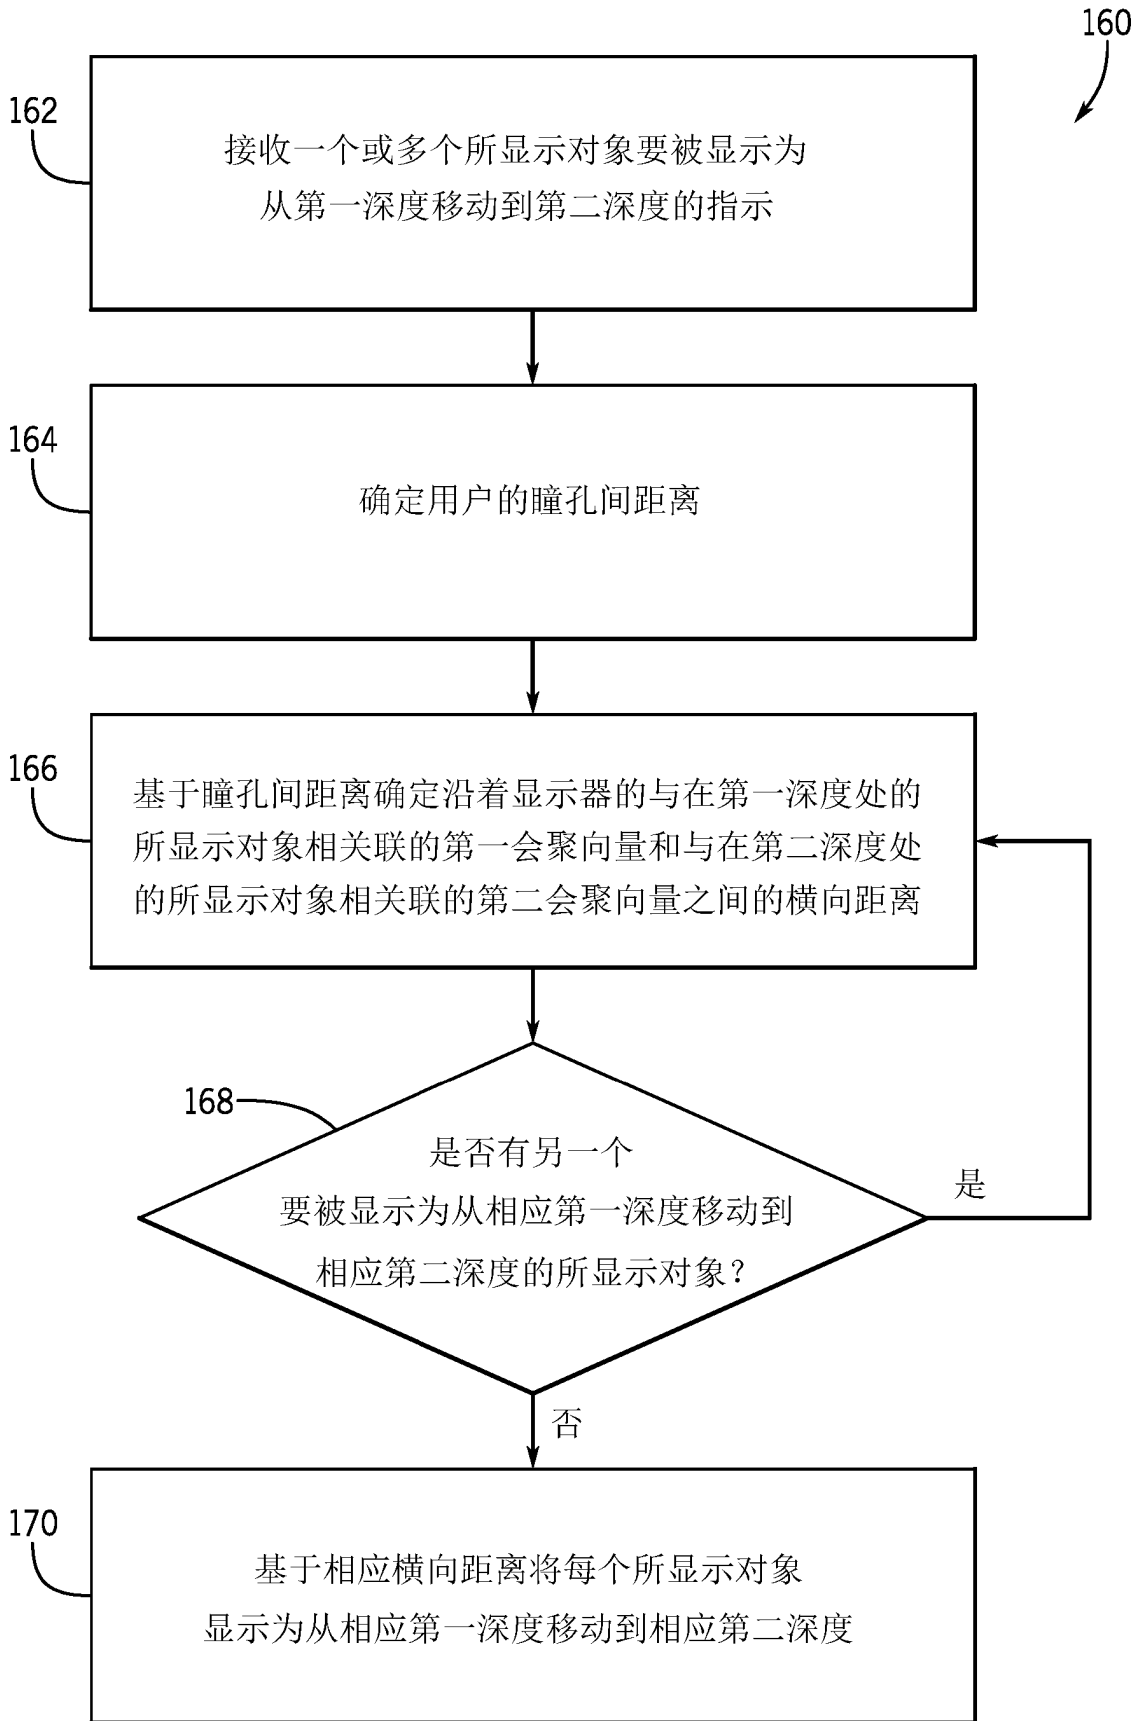 160
162
接收一个或多个所显示对象要被显示为
从第一深度移动到第二深度的指示
164
确定用户的瞳孔间距离
166
基于瞳孔间距离确定沿着显示器的与在第一深度处的
所显示对象相关联的第一会聚向量和与在第二深度处
的所显示对象相关联的第二会聚向量之间的横向距离
168
是否有另一个
要被显示为从相应第一深度移动到
相应第二深度的所显示对象?
是
否
170
基于相应横向距离将每个所显示对象
显示为从相应第一深度移动到相应第二深度